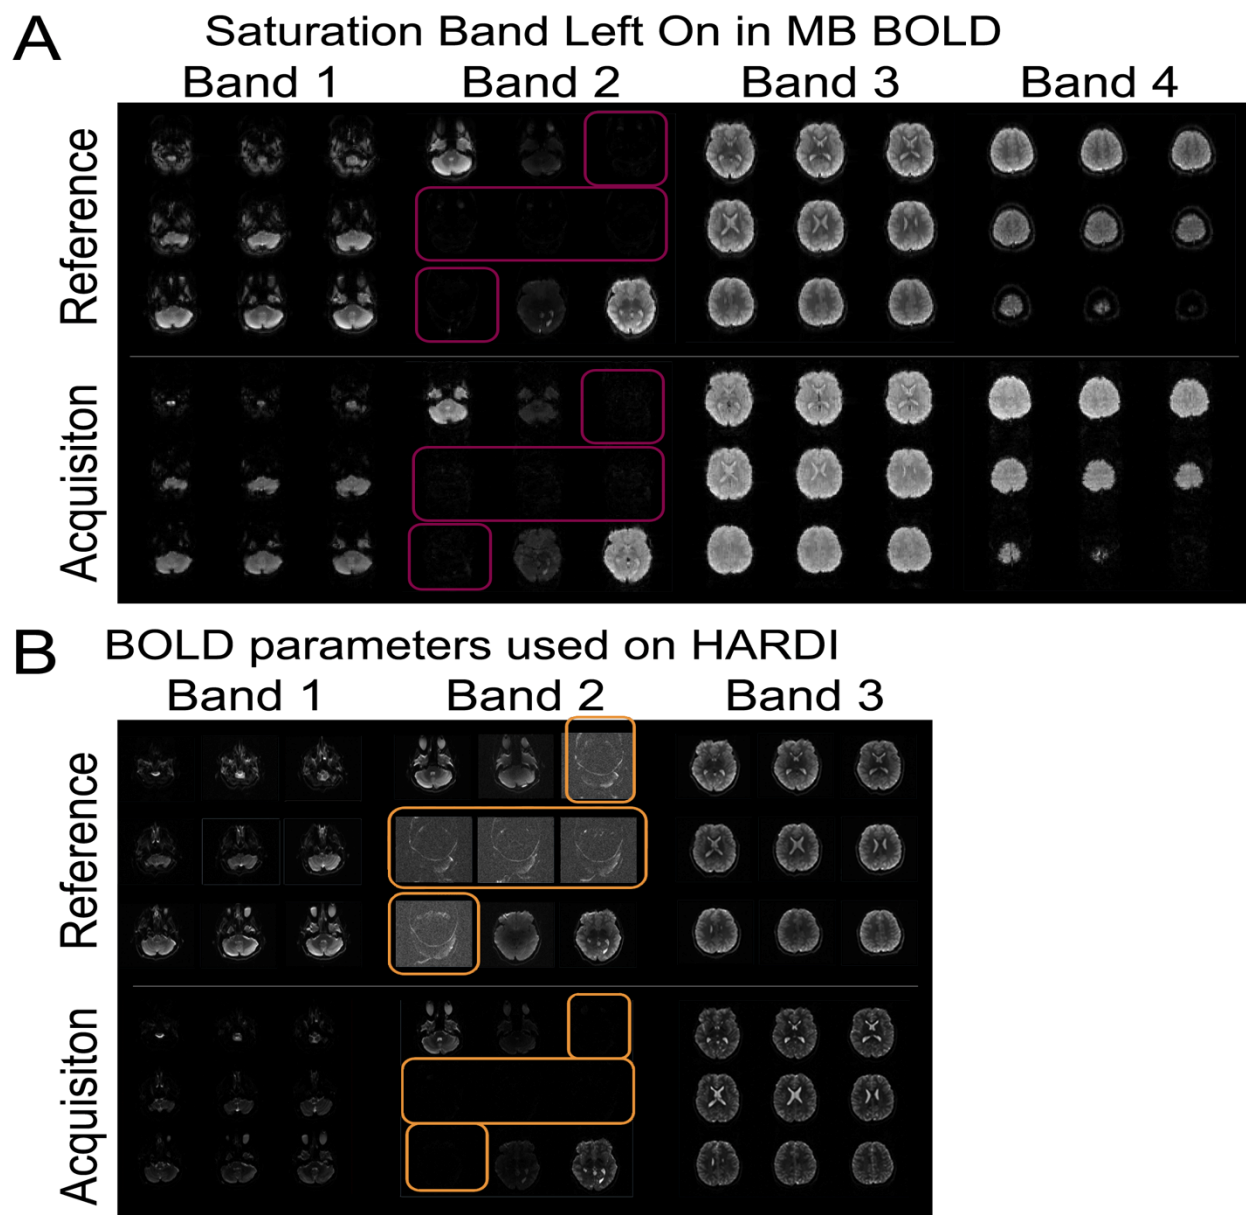 A
Saturation Band Left On in MB BOLD
Band 1
Band 2
Band 3
Band 4
Reference
Acquisiton
B
BOLD parameters used on HARDI
Band 1
Band 2
Band 3
Reference
Acquisiton